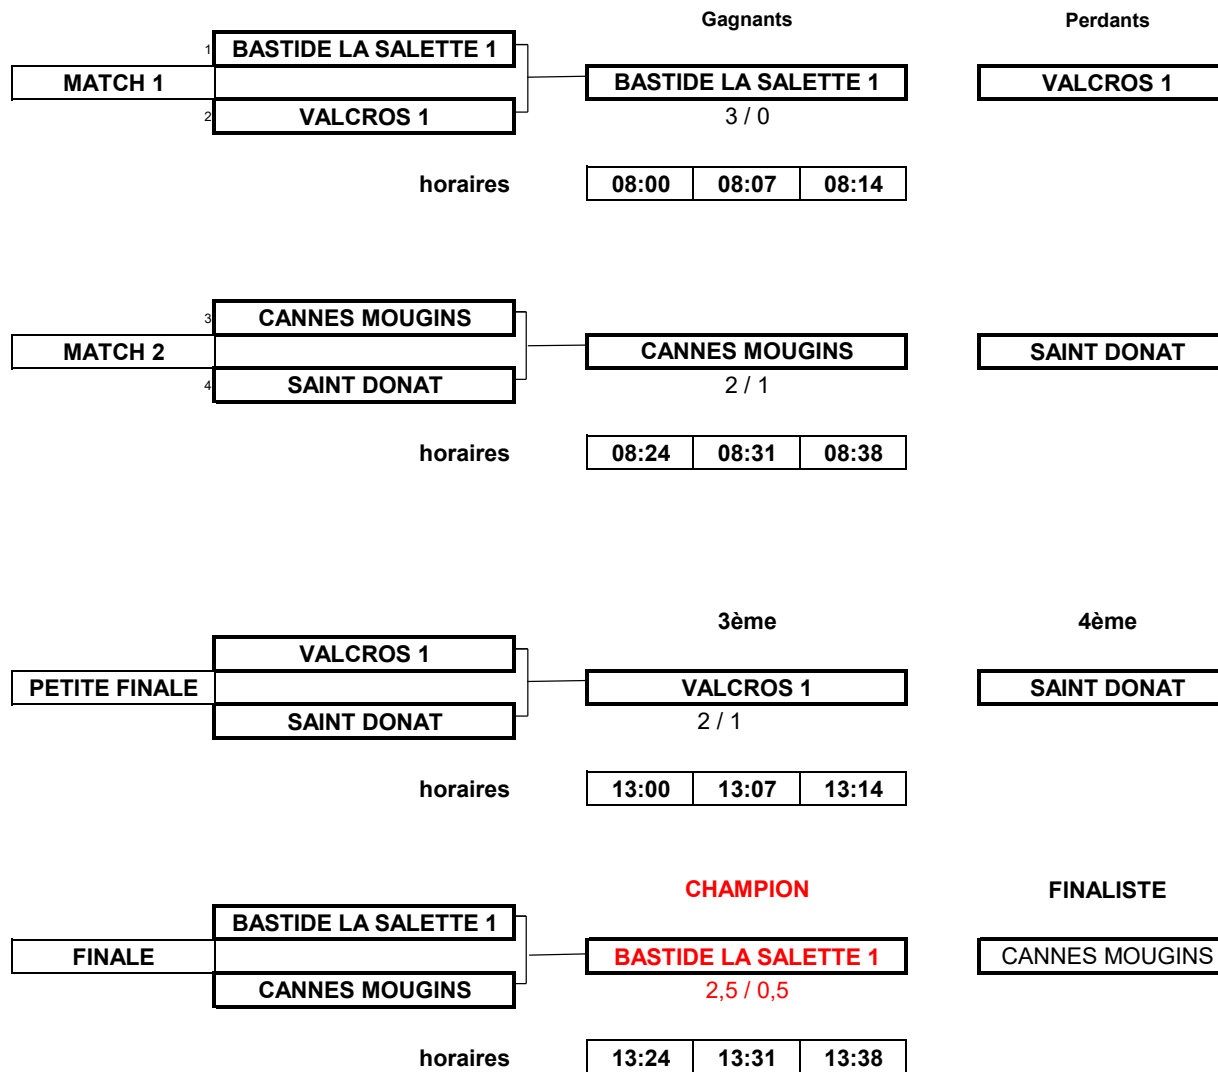 Gagnants Perdants
1 BASTIDE LA SALETTE 1
MATCH 1 BASTIDE LA SALETTE 1 VALCROS 1
2 VALCROS 1 3 / 0
horaires 08:00 08:07 08:14
3 CANNES MOUGINS
MATCH 2 CANNES MOUGINS SAINT DONAT
4 SAINT DONAT 2 / 1
horaires 08:24 08:31 08:38
3ème 4ème
VALCROS 1
PETITE FINALE VALCROS 1 SAINT DONAT
SAINT DONAT 2 / 1
horaires 13:00 13:07 13:14
CHAMPION FINALISTE
BASTIDE LA SALETTE 1
FINALE BASTIDE LA SALETTE 1 CANNES MOUGINS
CANNES MOUGINS 2,5 / 0,5
horaires 13:24 13:31 13:38